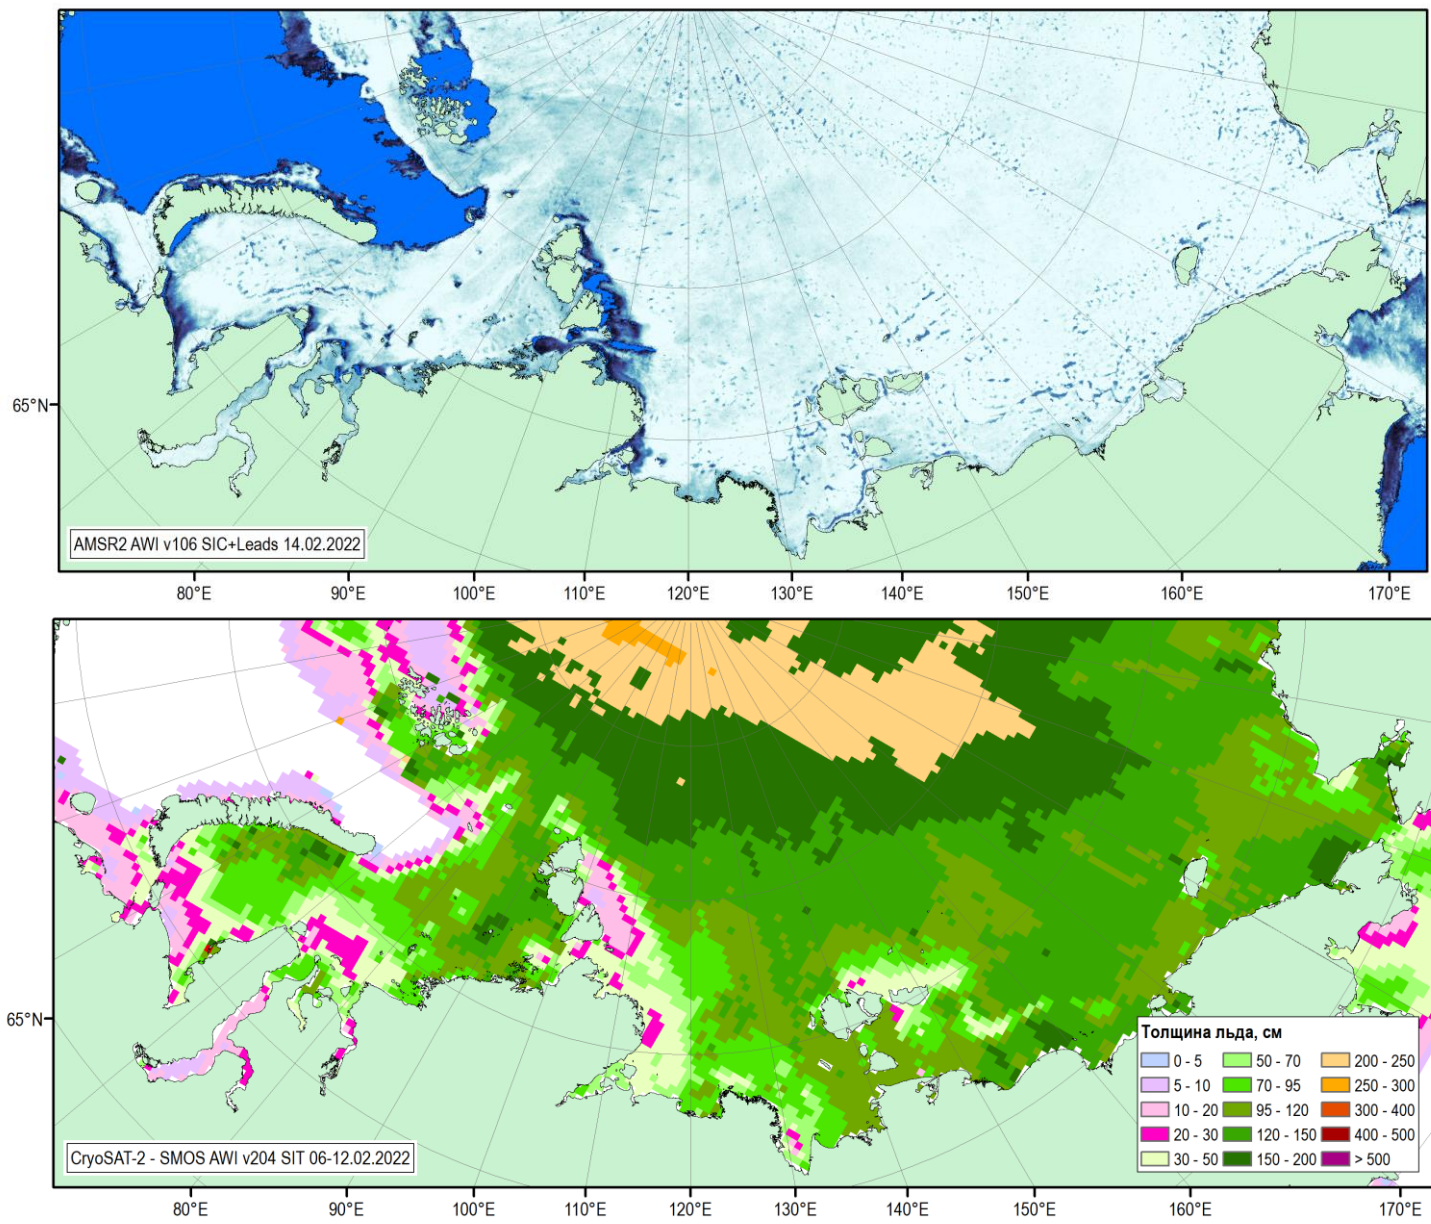 65°N
AMSR2 AWI v106 SIC+Leads 14.02.2022
80°E 90°E 100°E 110°E 120°E 130°E 140°E 150°E 160°E 170°E
65°N
Толщина льда, см
0 - 5 50 - 70 200 - 250
5 - 10 70 - 95 250 - 300
10 - 20 95 - 120 300 - 400
20 - 30 120 - 150 400 - 500
30 - 50 150 - 200 > 500
CryoSAT-2 - SMOS AWI v204 SIT 06-12.02.2022
80°E 90°E 100°E 110°E 120°E 130°E 140°E 150°E 160°E 170°E